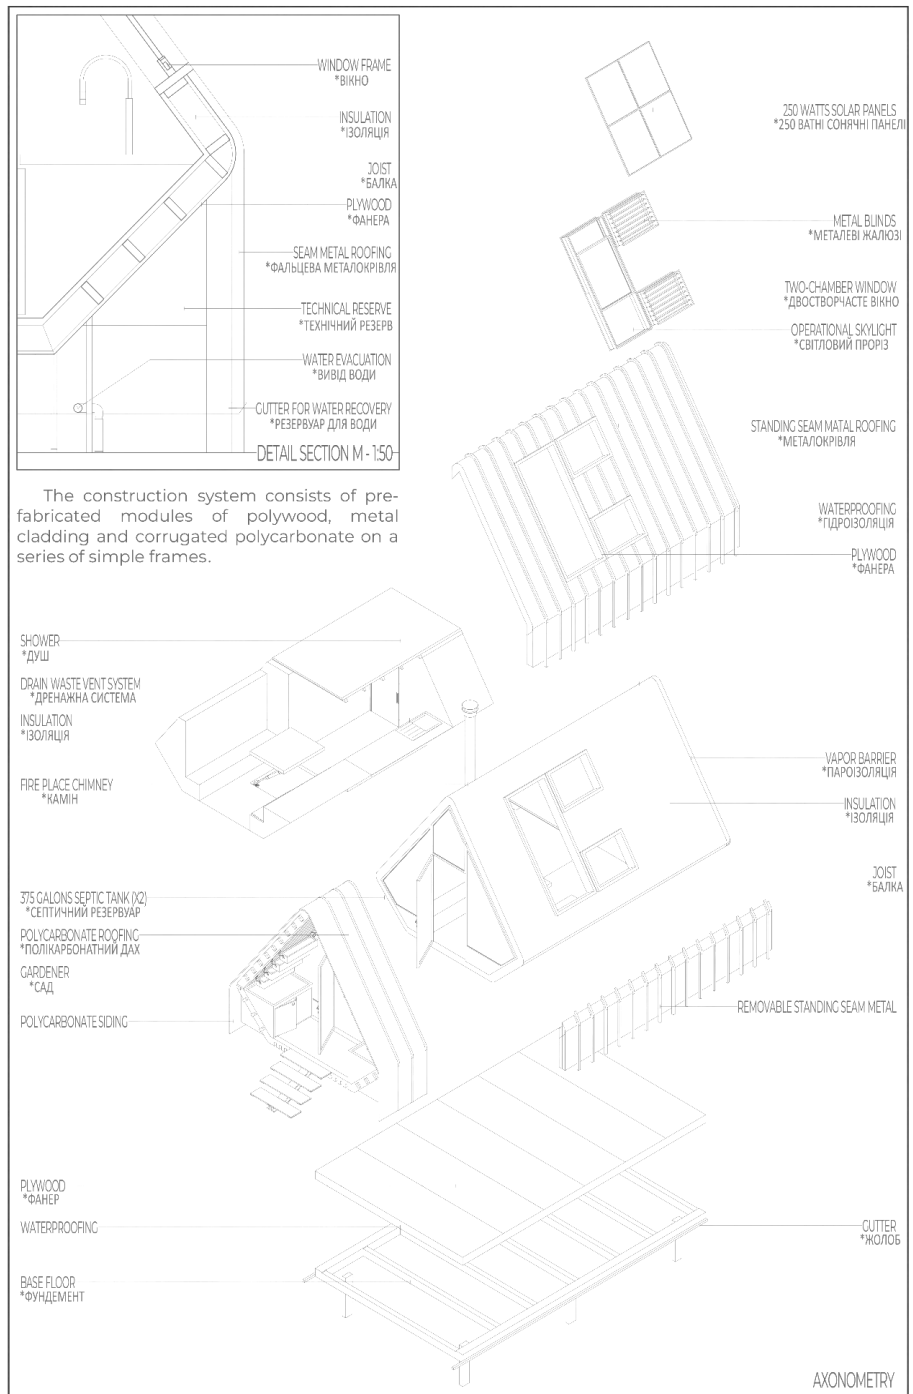 WINDOW FRAME
*ВІКНО
INSULATION
*ІЗОЛЯЦІЯ
JOIST
*БАЛКА
PLYWOOD
*ФАНЕРА
SEAM METAL ROOFING
*ФАЛЬЦЕВА МЕТАЛОКРІВЛЯ
TECHNICAL RESERVE
*ТЕХНІЧНИЙ РЕЗЕРВ
WATER EVACUATION
*ВИВІД ВОДИ
GUTTER FOR WATER RECOVERY
*РЕЗЕРВУАР ДЛЯ ВОДИ
DETAIL SECTION M - 1:50
The construction system consists of pre-
fabricated modules of polywood, metal
cladding and corrugated polycarbonate on a
series of simple frames.
250 WATTS SOLAR PANELS
*250 ВАТНІ СОНЯЧНІ ПАНЕЛІ
METAL BLINDS
*МЕТАЛЕВІ ЖАЛЮЗІ
TWO-CHAMBER WINDOW
*ДВОСТВОРЧАСТЕ ВІКНО
OPERATIONAL SKYLIGHT
*СВІТЛОВИЙ ПРОРІЗ
STANDING SEAM MATAL ROOFING
*МЕТАЛОКРІВЛЯ
WATERPROOFING
*ГІДРОІЗОЛЯЦІЯ
PLYWOOD
*ФАНЕРА
SHOWER
*ДУШ
DRAIN WASTE VENT SYSTEM
*ДРЕНАЖНА СИСТЕМА
INSULATION
*ІЗОЛЯЦІЯ
FIRE PLACE CHIMNEY
*КАМІН
VAPOR BARRIER
*ПАРОІЗОЛЯЦІЯ
INSULATION
*ІЗОЛЯЦІЯ
JOIST
*БАЛКА
375 GALONS SEPTIC TANK (X2)
*СЕПТИЧНИЙ РЕЗЕРВУАР
POLYCARBONATE ROOFING
*ПОЛІКАРБОНАТНИЙ ДАХ
GARDENER
*САД
POLYCARBONATE SIDING
REMOVABLE STANDING SEAM METAL
PLYWOOD
*ФАНЕР
WATERPROOFING
BASE FLOOR
*ФУНДЕМЕНТ
GUTTER
*ЖОЛОБ
AXONOMETRY